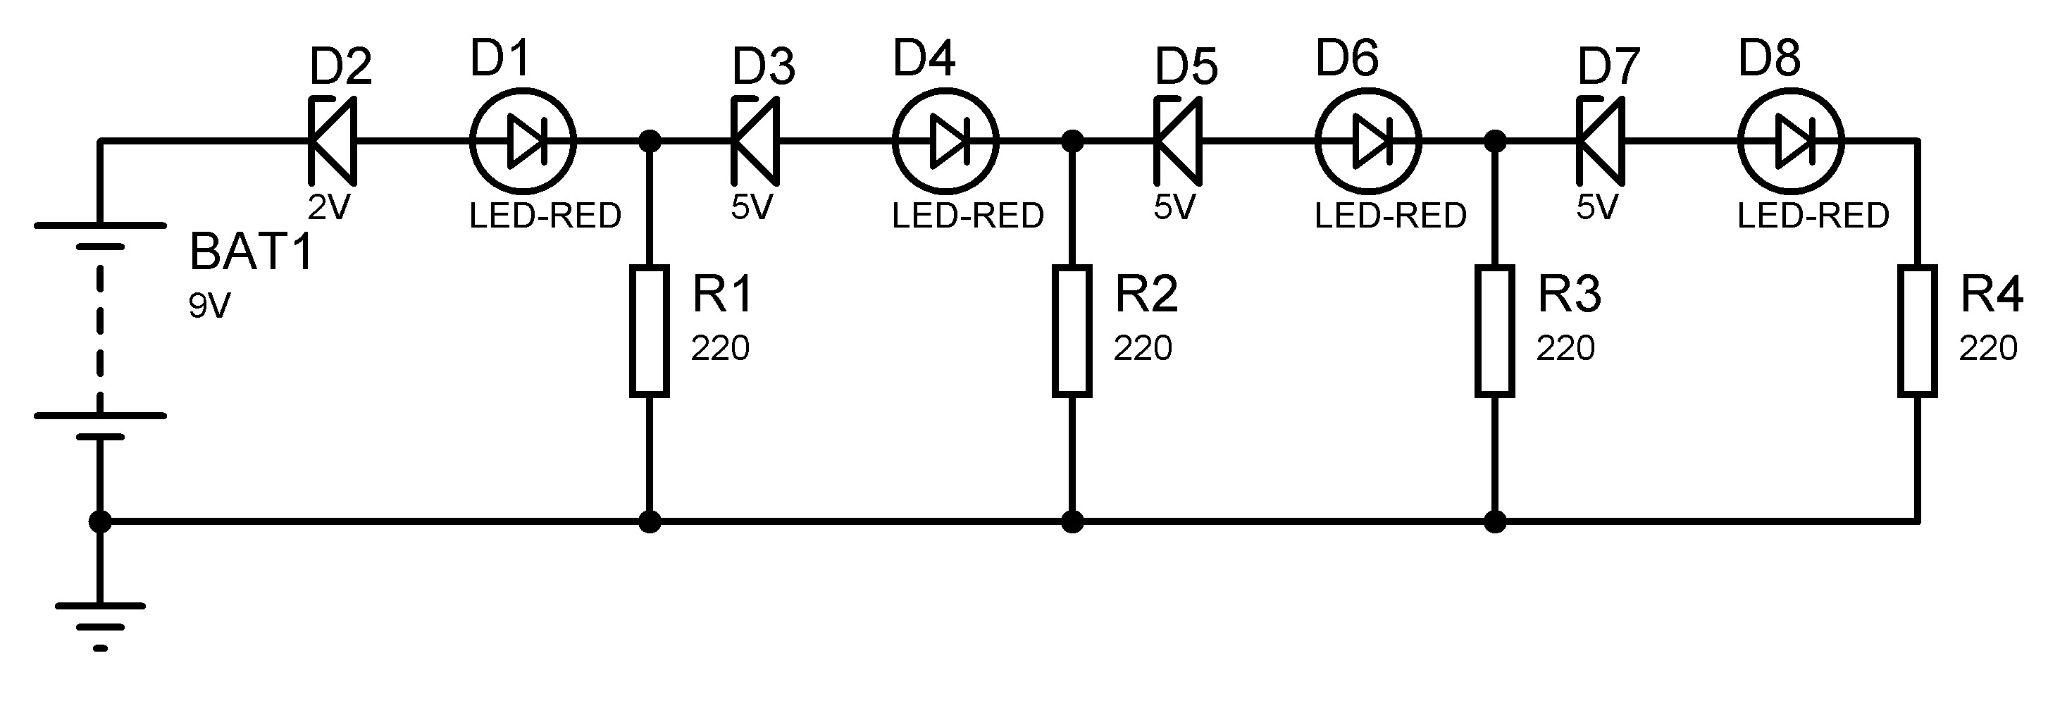 D2
D1
D3
D4
D5
D6
D7
D8
2V
LED-RED
5V
LED-RED
5V
LED-RED
5V
LED-RED
BAT1
9V
R1
220
R2
220
R3
220
R4
220